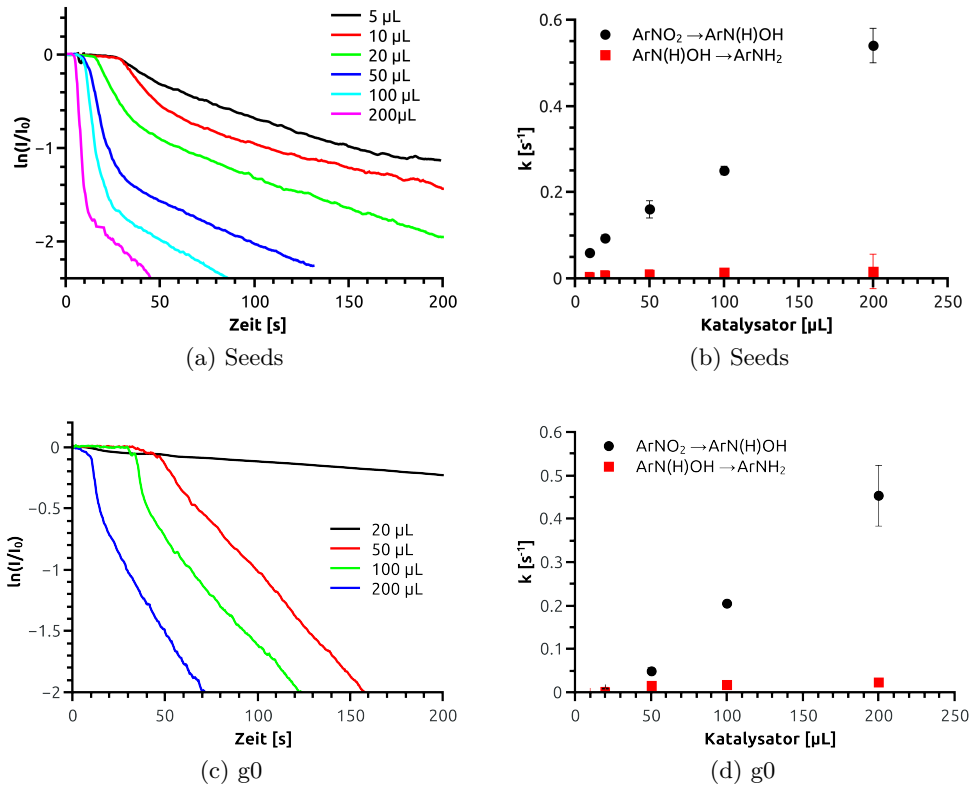 5 µL
10 µL
20 µL
50 µL
100 µL
200µL
0
−1
−2
ln(I/I₀)
0 50 100 150 200
Zeit [s]
(a) Seeds
0.6
0.4
0.2
0
k [s⁻¹]
ArNO₂→ArN(H)OH
ArN(H)OH→ArNH₂
0 50 100 150 200 250
Katalysator [µL]
(b) Seeds
0
−0.5
−1
−1.5
−2
ln(I/I₀)
20 µL
50 µL
100 µL
200 µL
0 50 100 150 200
Zeit [s]
(c) g0
0.6
0.5
0.4
0.3
0.2
0.1
0
k [s⁻¹]
ArNO₂→ArN(H)OH
ArN(H)OH→ArNH₂
0 50 100 150 200 250
Katalysator [µL]
(d) g0